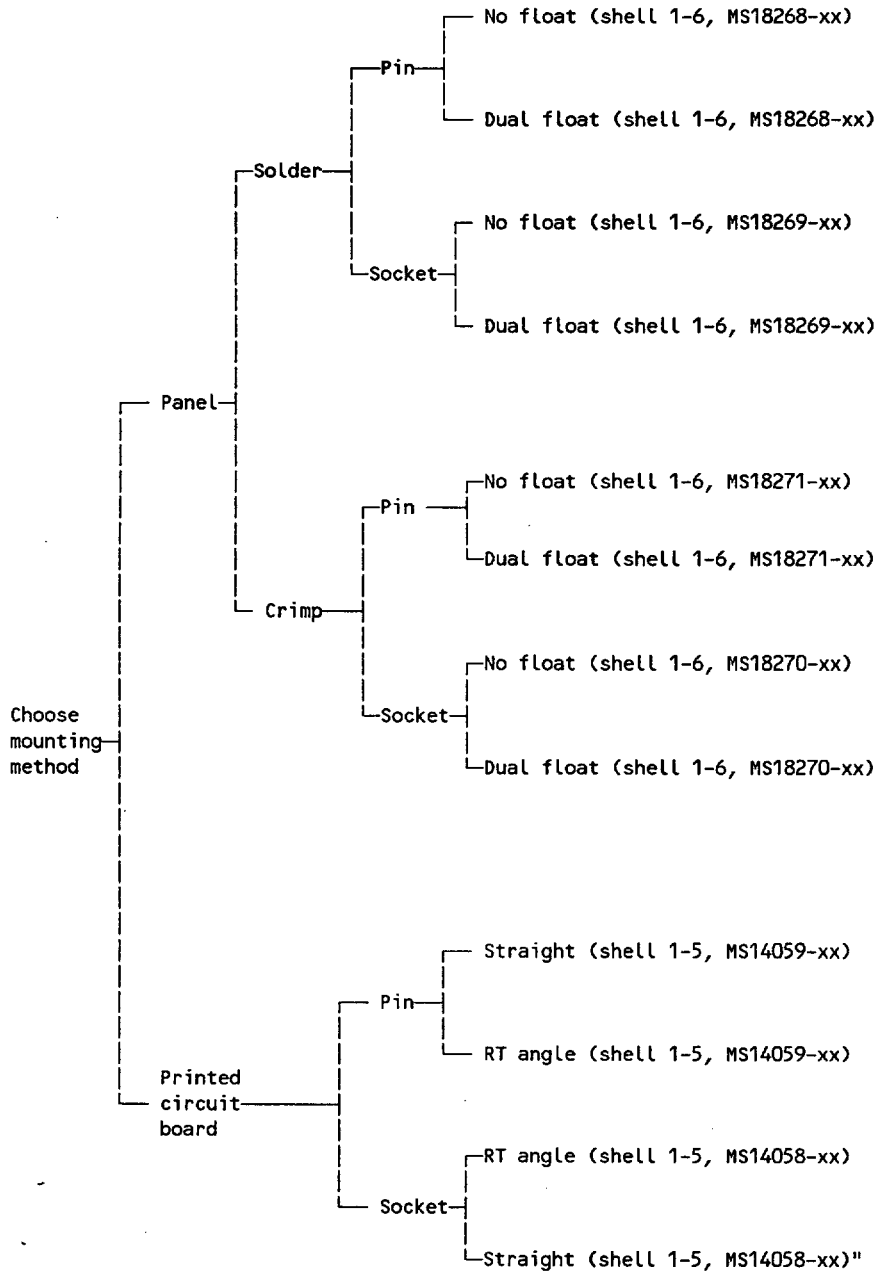 No float (shell 1-6, MS18268-xx)
Pin
Dual float (shell 1-6, MS18268-xx)
Solder
No float (shell 1-6, MS18269-xx)
Socket
Dual float (shell 1-6, MS18269-xx)
Panel
No float (shell 1-6, MS18271-xx)
Pin
Dual float (shell 1-6, MS18271-xx)
Crimp
No float (shell 1-6, MS18270-xx)
Socket
Dual float (shell 1-6, MS18270-xx)
Choose
mounting
method
Straight (shell 1-5, MS14059-xx)
Pin
RT angle (shell 1-5, MS14059-xx)
Printed
circuit
board
RT angle (shell 1-5, MS14058-xx)
Socket
Straight (shell 1-5, MS14058-xx)"